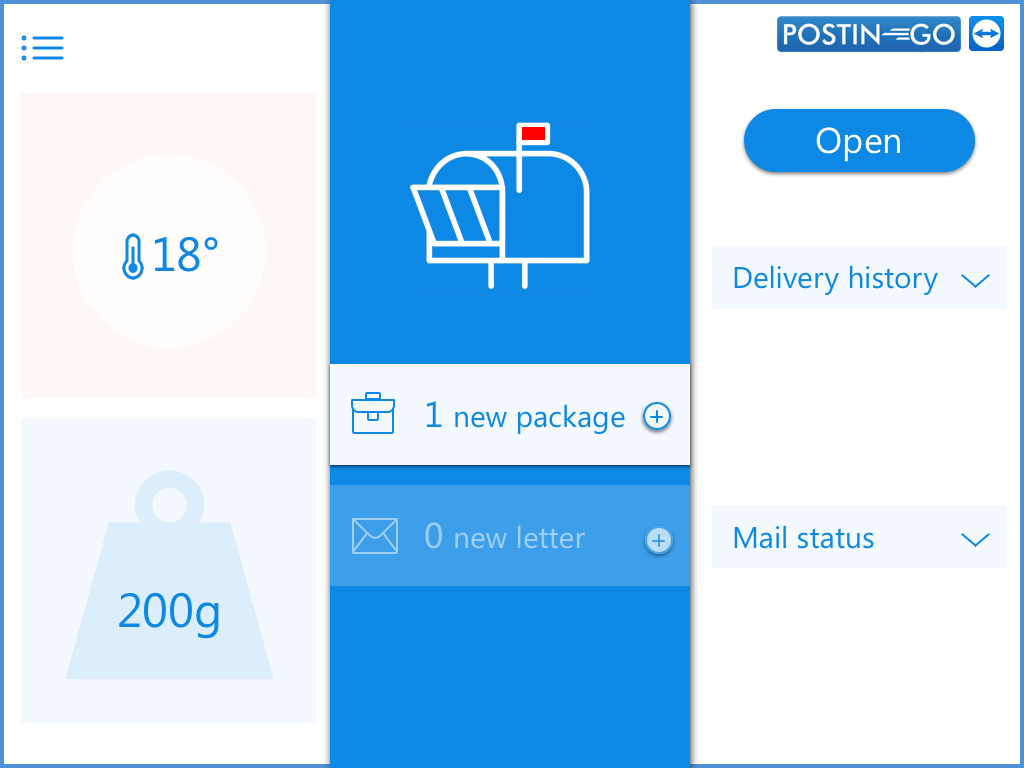 POSTIN GO
Open
18°
Delivery history
1 new package
0 new letter
Mail status
200g